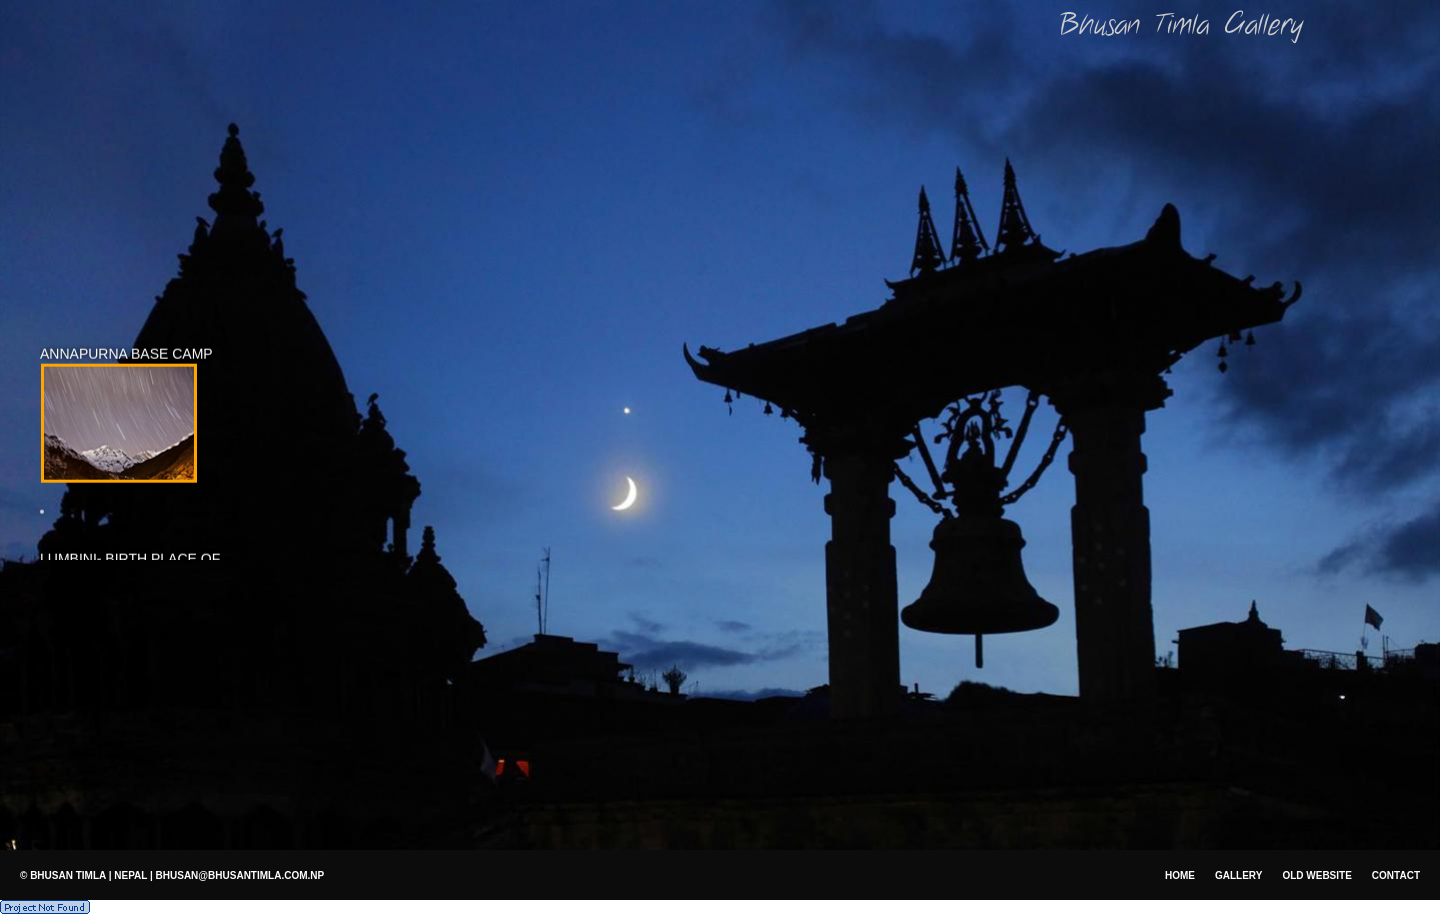 Bhusan Timla Gallery
ANNAPURNA BASE CAMP
LUMBINI- BIRTH PLACE OF
© BHUSAN TIMLA | NEPAL | BHUSAN@BHUSANTIMLA.COM.NP
HOME GALLERY OLD WEBSITE CONTACT
Project Not Found